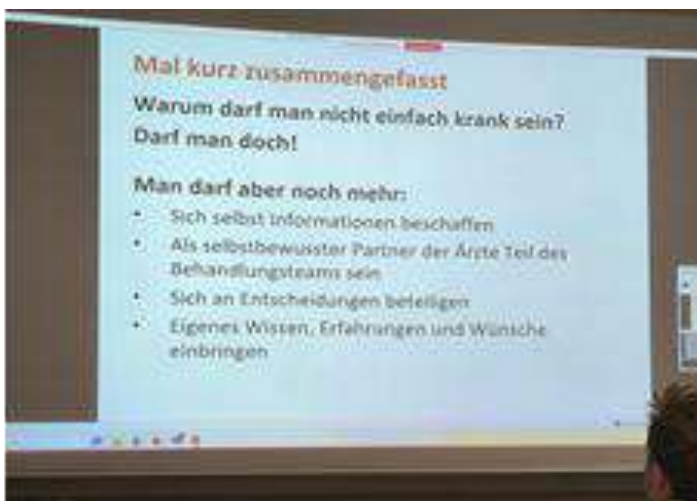 Mal kurz zusammengefasst
Warum darf man nicht einfach krank sein?
Darf man doch!
Man darf aber noch mehr:
• Sich selbst Informationen beschaffen
• Als selbstbewusster Partner der Ärzte Teil des
Behandlungsteams sein
• Sich an Entscheidungen beteiligen
• Eigenes Wissen, Erfahrungen und Wünsche
einbringen